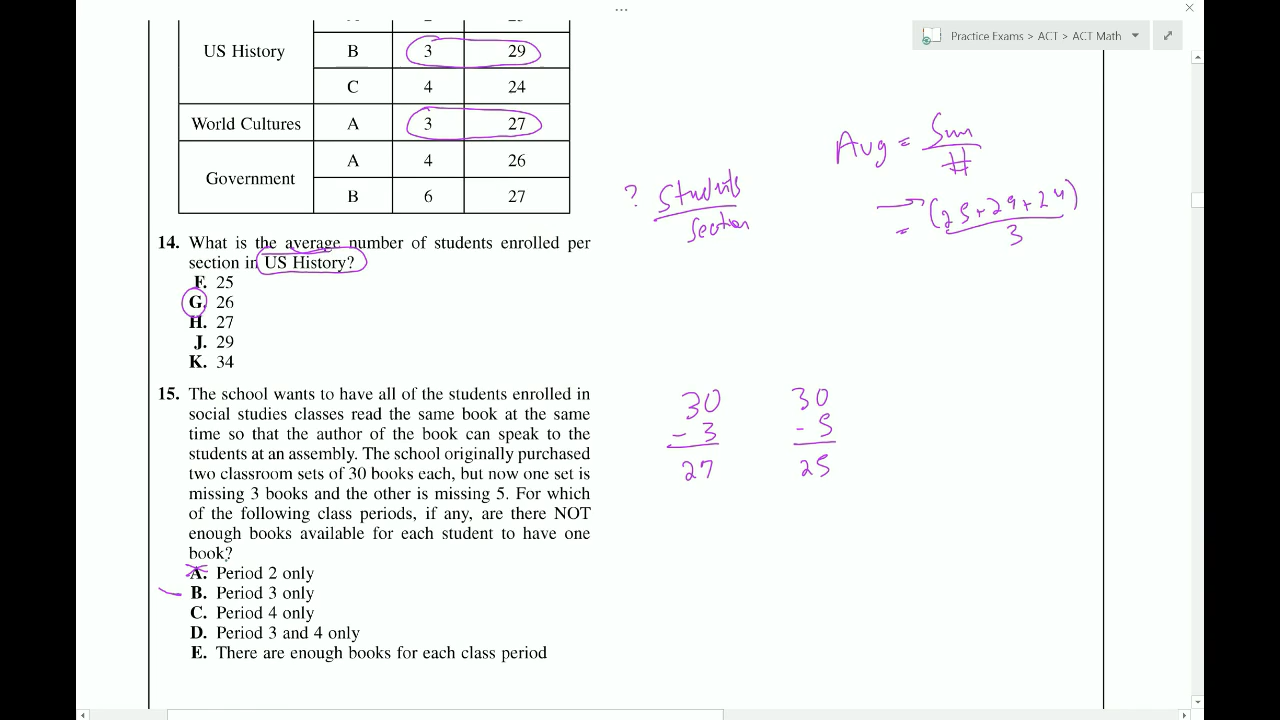 ...
Practice Exams > ACT > ACT Math
US History
B 3 29
C 4 24
World Cultures A 3 27
Government
A 4 26
B 6 27
Avg = Sum / #
? Students / Section
= (25+29+24) / 3
14. What is the average number of students enrolled per
section in US History?
F. 25
G. 26
H. 27
J. 29
K. 34
15. The school wants to have all of the students enrolled in
social studies classes read the same book at the same
time so that the author of the book can speak to the
students at an assembly. The school originally purchased
two classroom sets of 30 books each, but now one set is
missing 3 books and the other is missing 5. For which
of the following class periods, if any, are there NOT
enough books available for each student to have one
book?
A. Period 2 only
B. Period 3 only
C. Period 4 only
D. Period 3 and 4 only
E. There are enough books for each class period
30 30
- 3 - 5
27 25